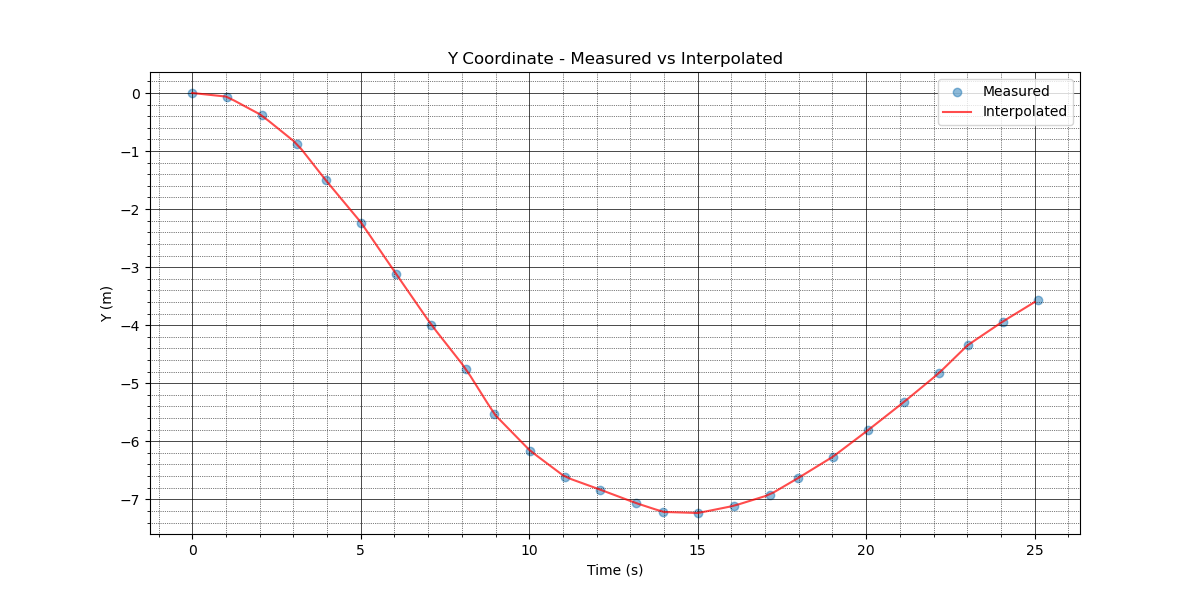 Y Coordinate - Measured vs Interpolated
Measured
Interpolated
Y (m)
0
−1
−2
−3
−4
−5
−6
−7
0 5 10 15 20 25
Time (s)